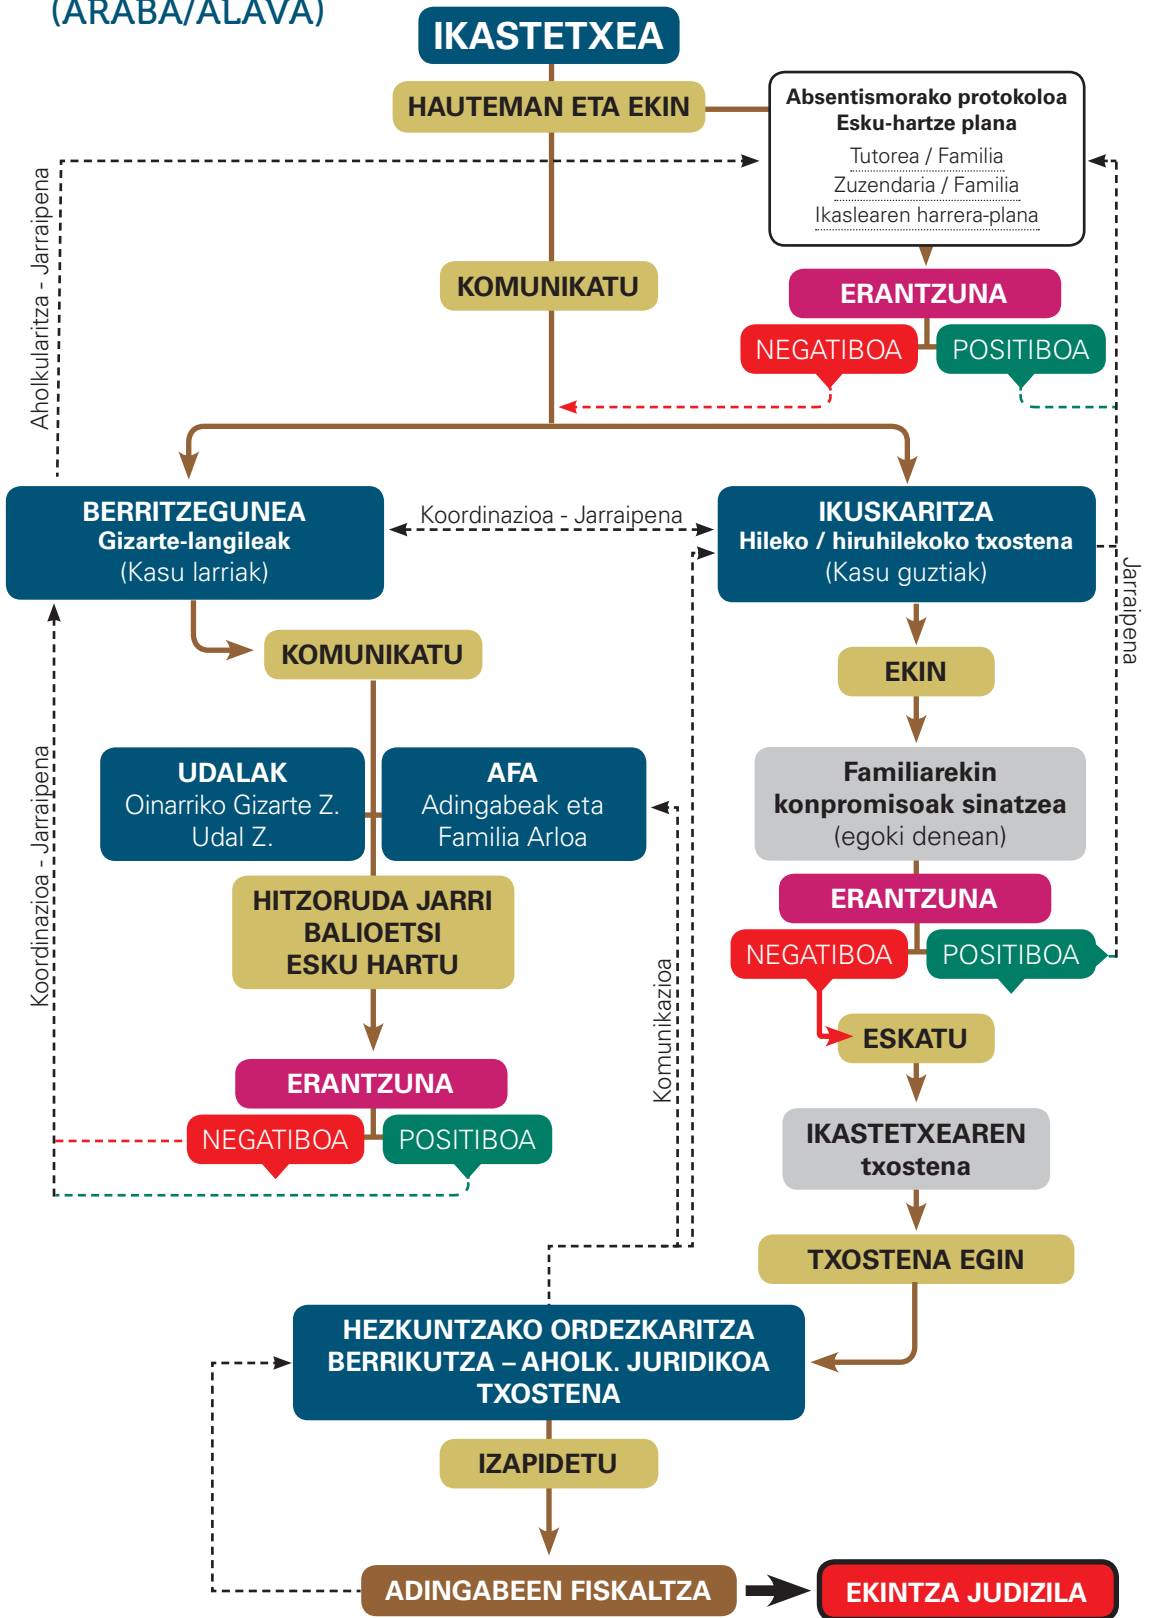 (ARABA/ALAVA)
IKASTETXEA
HAUTEMAN ETA EKIN
Absentismorako protokoloa
Esku-hartze plana
Tutorea / Familia
Zuzendaria / Familia
Ikaslearen harrera-plana
Aholkularitza - Jarraipena
KOMUNIKATU
ERANTZUNA
NEGATIBOA
POSITIBOA
BERRITZEGUNEA
Gizarte-langileak
(Kasu larriak)
Koordinazioa - Jarraipena
IKUSKARITZA
Hileko / hiruhilekoko txostena
(Kasu guztiak)
Jarraipena
KOMUNIKATU
EKIN
Koordinazioa - Jarraipena
UDALAK
Oinarriko Gizarte Z.
Udal Z.
AFA
Adingabeak eta
Familia Arloa
Familiarekin
konpromisoak sinatzea
(egoki denean)
HITZORUDA JARRI
BALIOETSI
ESKU HARTU
ERANTZUNA
NEGATIBOA
POSITIBOA
Komunikazioa
ESKATU
ERANTZUNA
NEGATIBOA
POSITIBOA
IKASTETXEAREN
txostena
TXOSTENA EGIN
HEZKUNTZAKO ORDEZKARITZA
BERRIKUTZA – AHOLK. JURIDIKOA
TXOSTENA
IZAPIDETU
ADINGABEEN FISKALTZA
EKINTZA JUDIZILA